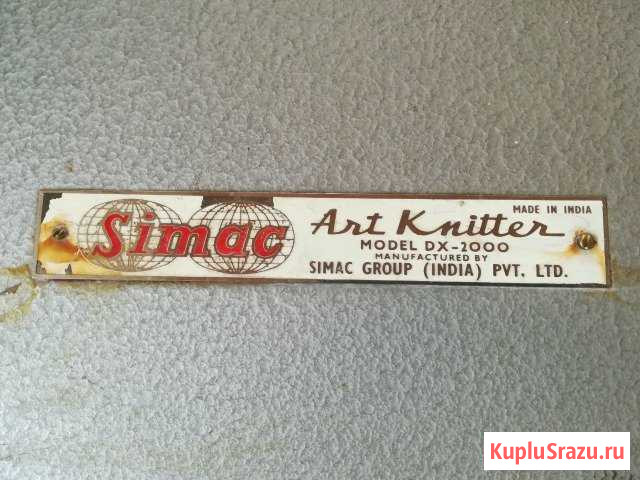 Simac
Art Knitter
MADE IN INDIA
MODEL DX-2000
MANUFACTURED BY
SIMAC GROUP (INDIA) PVT. LTD.
KupluSrazu.ru